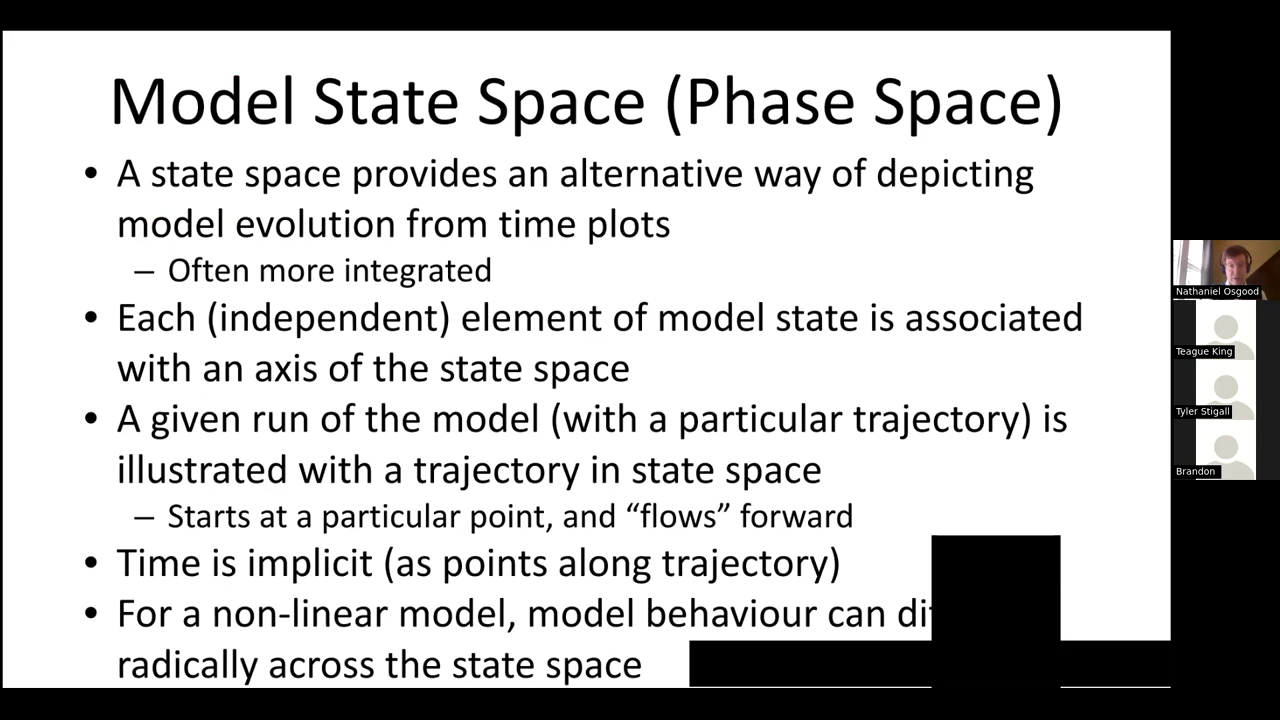 Model State Space (Phase Space)
• A state space provides an alternative way of depicting
model evolution from time plots
– Often more integrated
• Each (independent) element of model state is associated
with an axis of the state space
• A given run of the model (with a particular trajectory) is
illustrated with a trajectory in state space
– Starts at a particular point, and “flows” forward
• Time is implicit (as points along trajectory)
• For a non-linear model, model behaviour can
radically across the state space
Nathaniel Osgood
Teague King
Tyler Stigall
Brandon